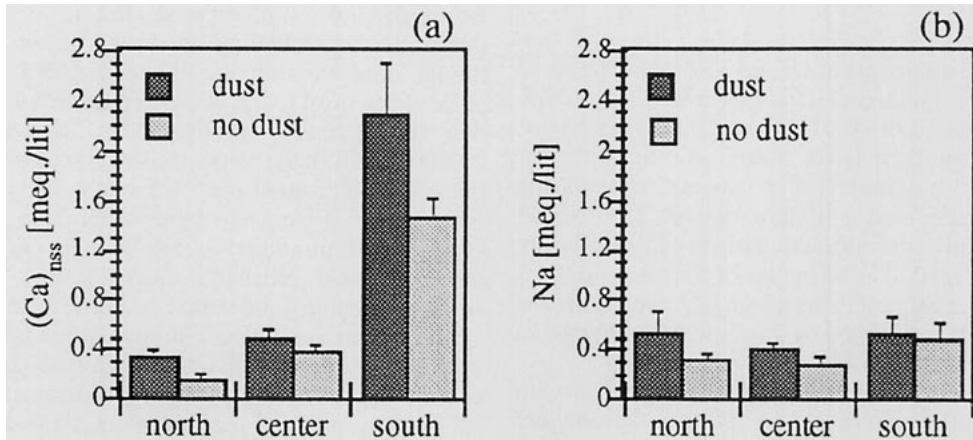 (a)
(Ca)nss [meq./lit]
2.8
2.4
2
1.6
1.2
0.8
0.4
0
dust
no dust
north center south
(b)
Na [meq/lit]
2.8
2.4
2
1.6
1.2
0.8
0.4
0
dust
no dust
north center south